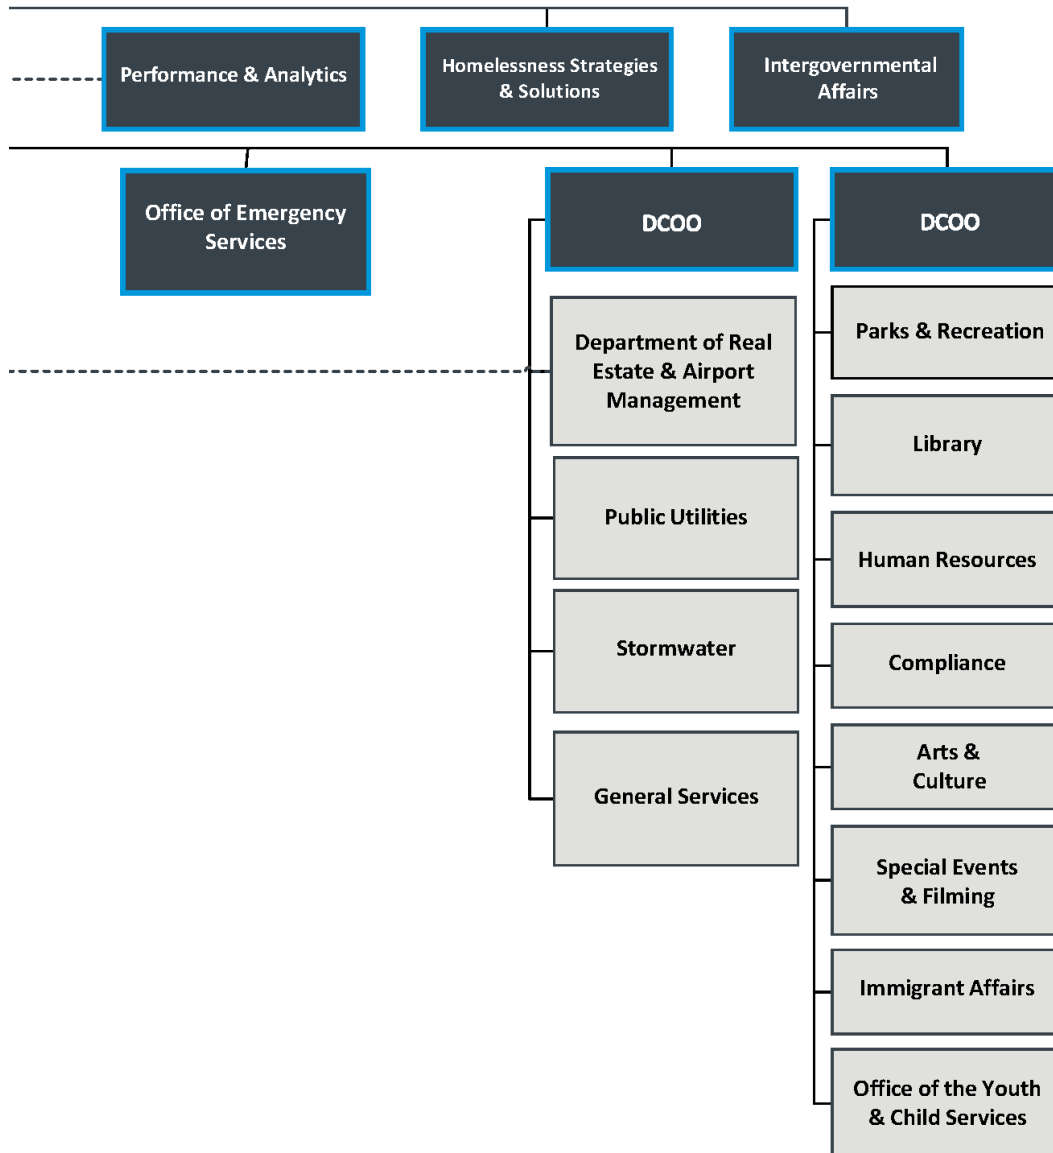 Performance & Analytics
Homelessness Strategies
& Solutions
Intergovernmental
Affairs
Office of Emergency
Services
DCOO
Department of Real
Estate & Airport
Management
Public Utilities
Stormwater
General Services
DCOO
Parks & Recreation
Library
Human Resources
Compliance
Arts &
Culture
Special Events
& Filming
Immigrant Affairs
Office of the Youth
& Child Services